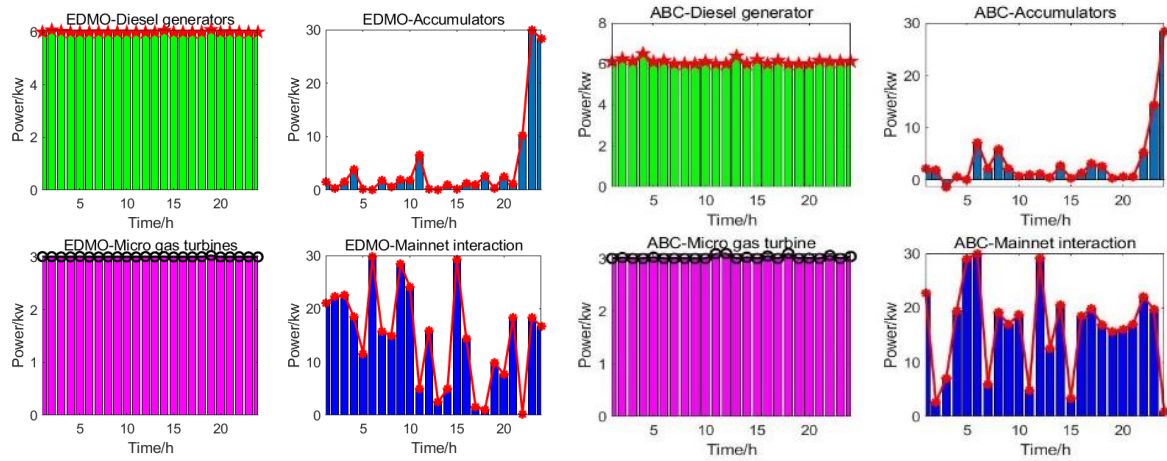 EDMO-Diesel generators
6
4
2
0
Power/kw
5 10 15 20
Time/h
EDMO-Accumulators
30
20
10
0
Power/kw
5 10 15 20
Time/h
ABC-Diesel generator
8
6
4
2
0
Power/kw
5 10 15 20
Time/h
ABC-Accumulators
30
20
10
0
Power/kw
5 10 15 20
Time/h
EDMO-Micro gas turbines
3
2
1
0
Power/kw
5 10 15 20
Time/h
EDMO-Mainnet interaction
30
20
10
0
Power/kw
5 10 15 20
Time/h
ABC-Micro gas turbine
3
2
1
0
Power/kw
5 10 15 20
Time/h
ABC-Mainnet interaction
30
20
10
0
Power/kw
5 10 15 20
Time/h